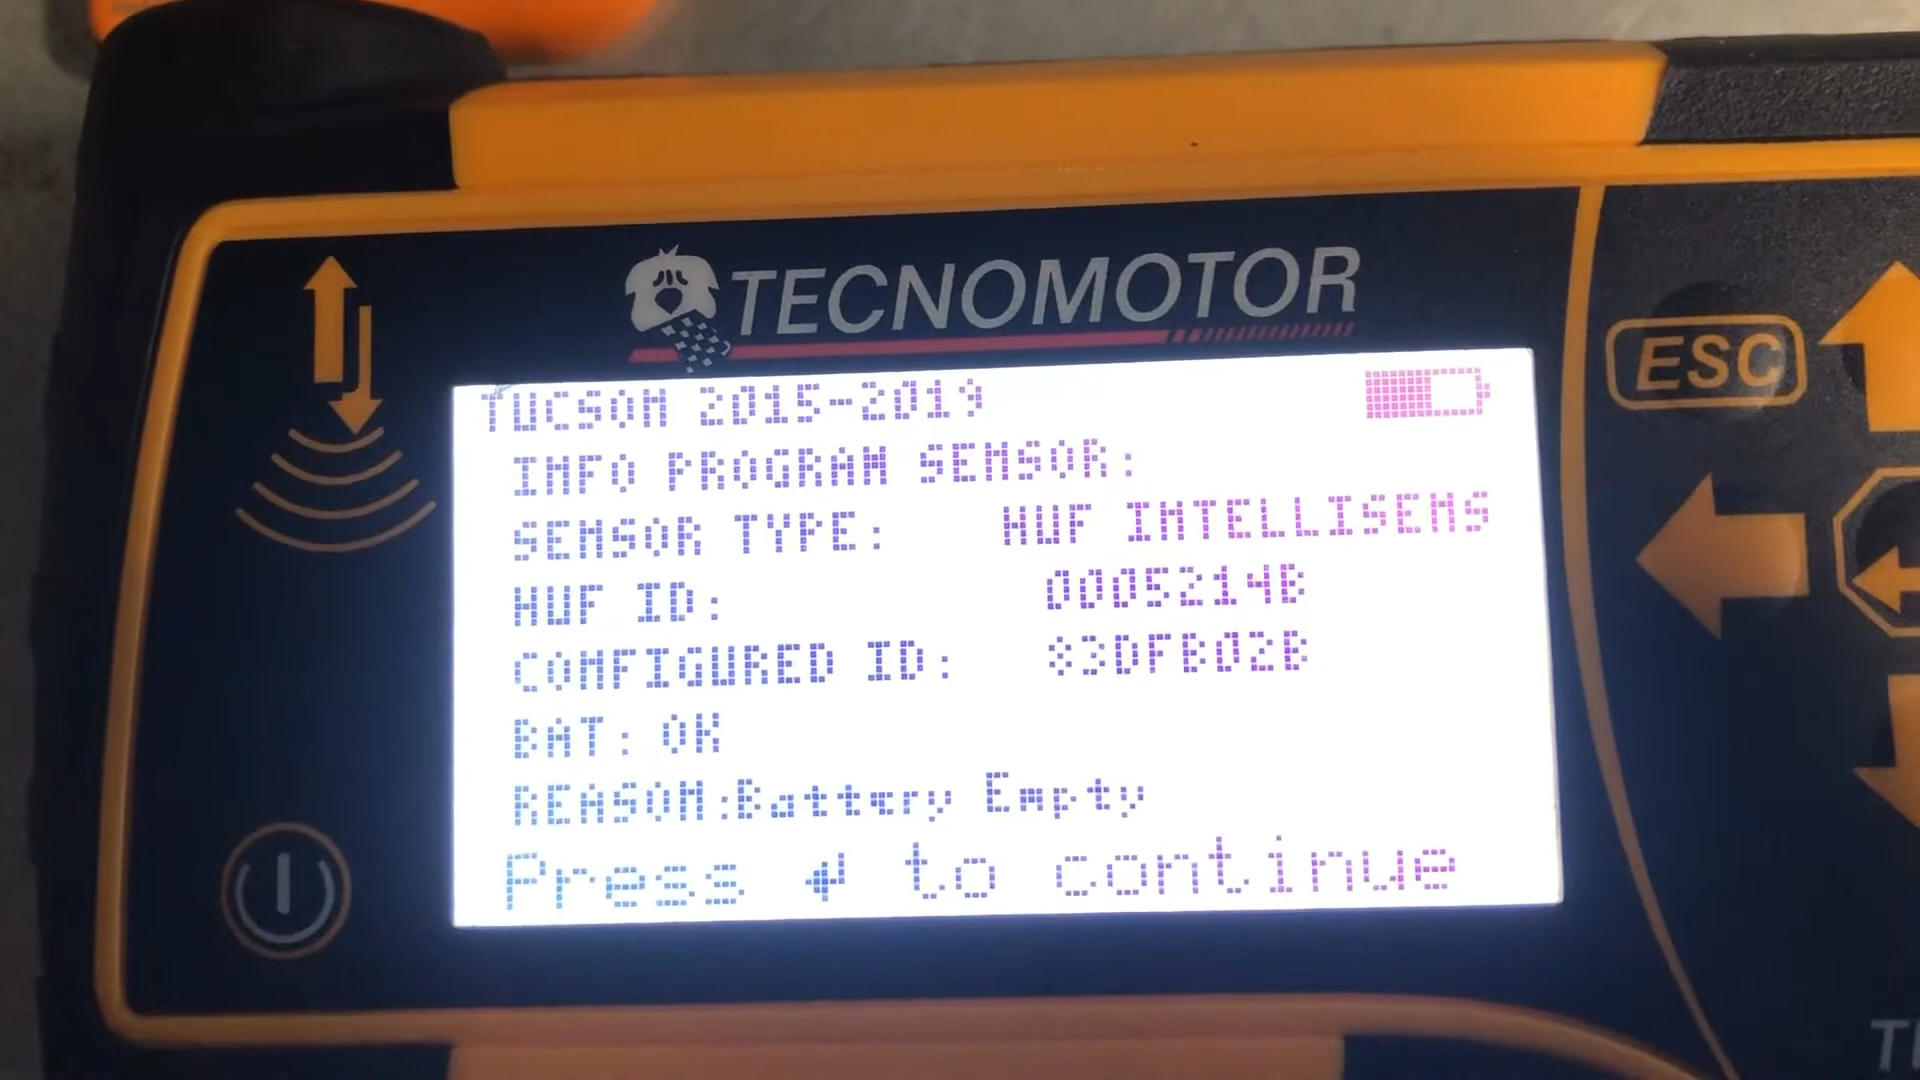 TECNOMOTOR
TUCSON 2015-2019
INFO PROGRAM SENSOR:
SENSOR TYPE: HUF INTELLISENS
HUF ID: 0005214B
CONFIGURED ID: 83DFB02B
BAT: OK
REASON:Battery Empty
Press ↲ to continue
ESC